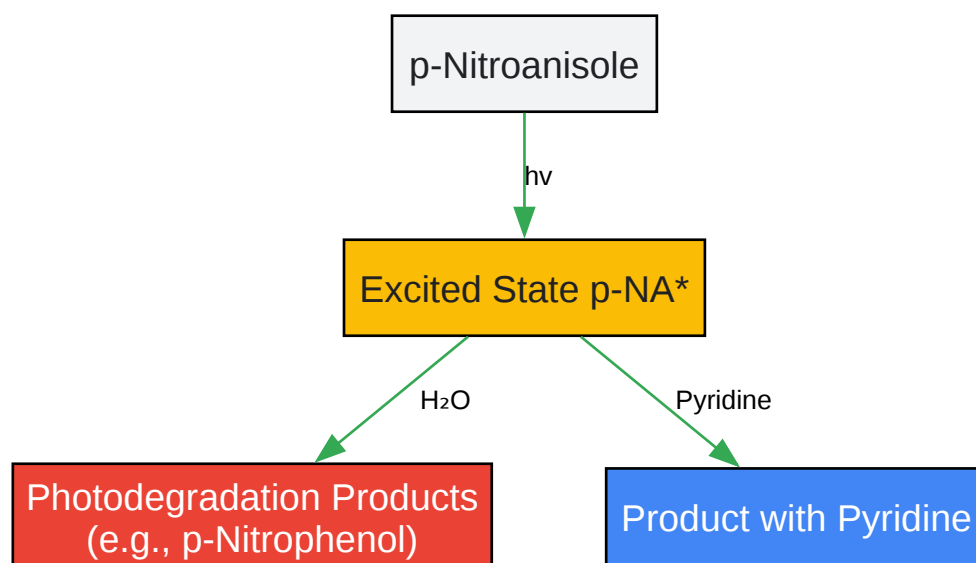 p-Nitroanisole
hv
Excited State p-NA*
H₂O
Pyridine
Photodegradation Products
(e.g., p-Nitrophenol)
Product with Pyridine